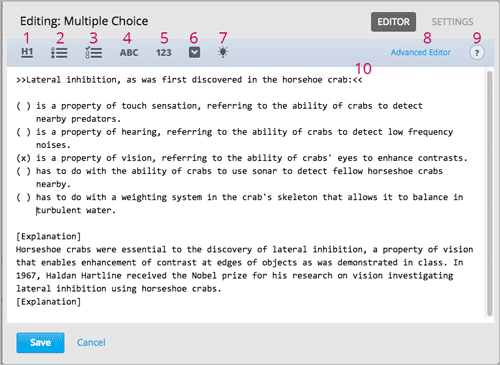 Editing: Multiple Choice EDITOR SETTINGS
1 2 3 4 5 6 7 8 9
H1 ABC 123 Advanced Editor ?
10
>>Lateral inhibition, as was first discovered in the horsehoe crab:<<
( ) is a property of touch sensation, referring to the ability of crabs to detect
nearby predators.
( ) is a property of hearing, referring to the ability of crabs to detect low frequency
noises.
(x) is a property of vision, referring to the ability of crabs' eyes to enhance contrasts.
( ) has to do with the ability of crabs to use sonar to detect fellow horseshoe crabs
nearby.
( ) has to do with a weighting system in the crab's skeleton that allows it to balance in
turbulent water.
[Explanation]
Horseshoe crabs were essential to the discovery of lateral inhibition, a property of vision
that enables enhancement of contrast at edges of objects as was demonstrated in class. In
1967, Haldan Hartline received the Nobel prize for his research on vision investigating
lateral inhibition using horseshoe crabs.
[Explanation]
Save Cancel